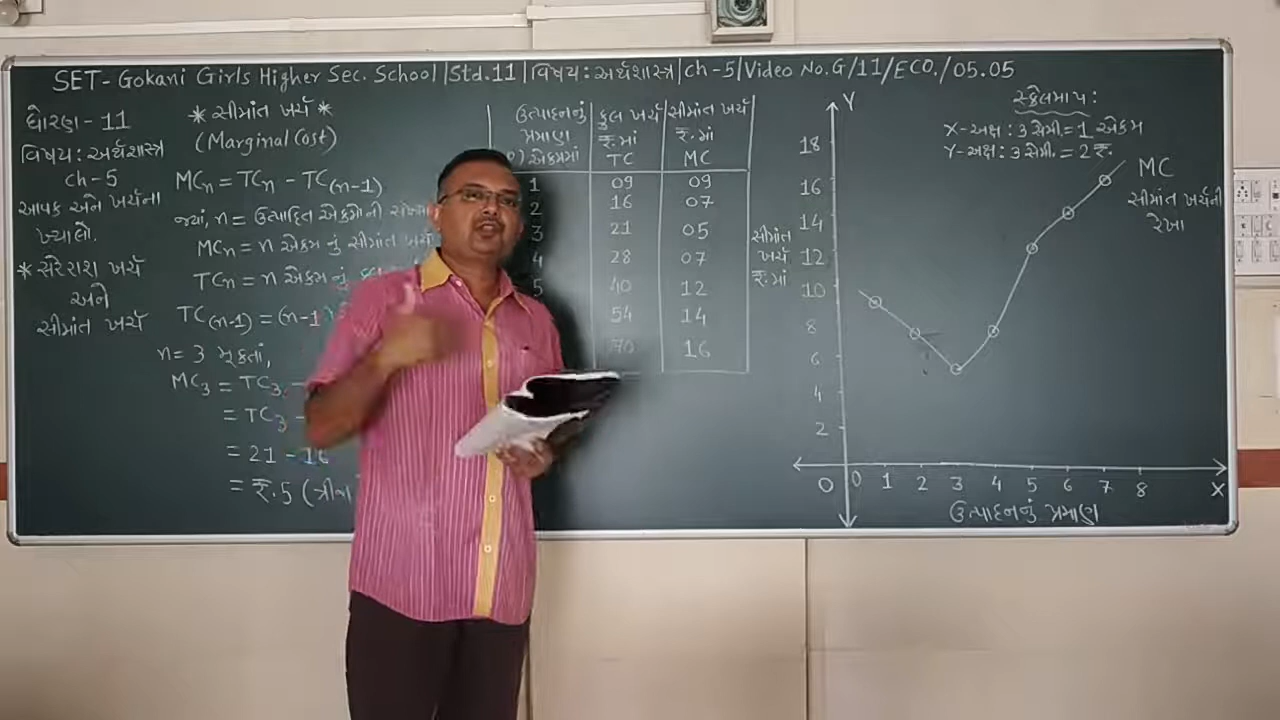 SET- Gokani Girls Higher Sec. School | Std.11 | વિષય: અર્થશાસ્ત્ર | ch-5 | Video No.G/11/ECO./05.05
ધોરણ - 11
વિષય: અર્થશાસ્ત્ર
ch-5
આવક અને ખર્ચના
ખ્યાલો.
* સરેરાશ ખર્ચ
અને
સીમાંત ખર્ચ
* સીમાંત ખર્ચ *
(Marginal Cost)
MCn = TCn - TC(n-1)
જ્યાં, n = ઉત્પાદિત એકમોની
MCn = n એકમ નું સીમાંત ખર્ચ
TCn = n એકમ નું
TC(n-1) = (n-1)
n= 3 મૂકતાં,
MC3 = TC3 -
= TC3 -
= 21 - 16
= ₹.5 (ત્રીજા
ઉત્પાદનનું કુલ ખર્ચ સીમાંત ખર્ચ
પ્રમાણ ₹.માં ₹.માં
એકમમાં TC MC
1 09 09
2 16 07
3 21 05
4 28 07
5 40 12
54 14
70 16
Y
સ્કેલમાપ:
X-અક્ષ: 3 સેમી. = 1 એકમ
Y-અક્ષ: 3 સેમી. = 2 ₹.
MC
સીમાંત ખર્ચની
રેખા
સીમાંત
ખર્ચ
₹.માં
18
16
14
12
10
8
6
4
2
O 0 1 2 3 4 5 6 7 8 X
ઉત્પાદનનું પ્રમાણ